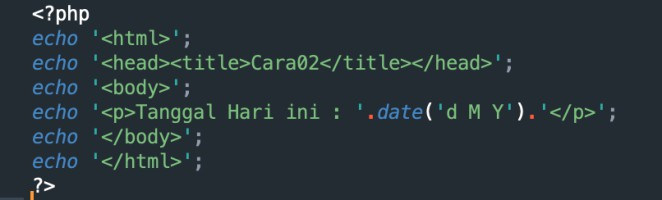 <?php
echo '<html>';
echo '<head><title>Cara02</title></head>';
echo '<body>';
echo '<p>Tanggal Hari ini : '.date('d M Y').'</p>';
echo '</body>';
echo '</html>';
?>